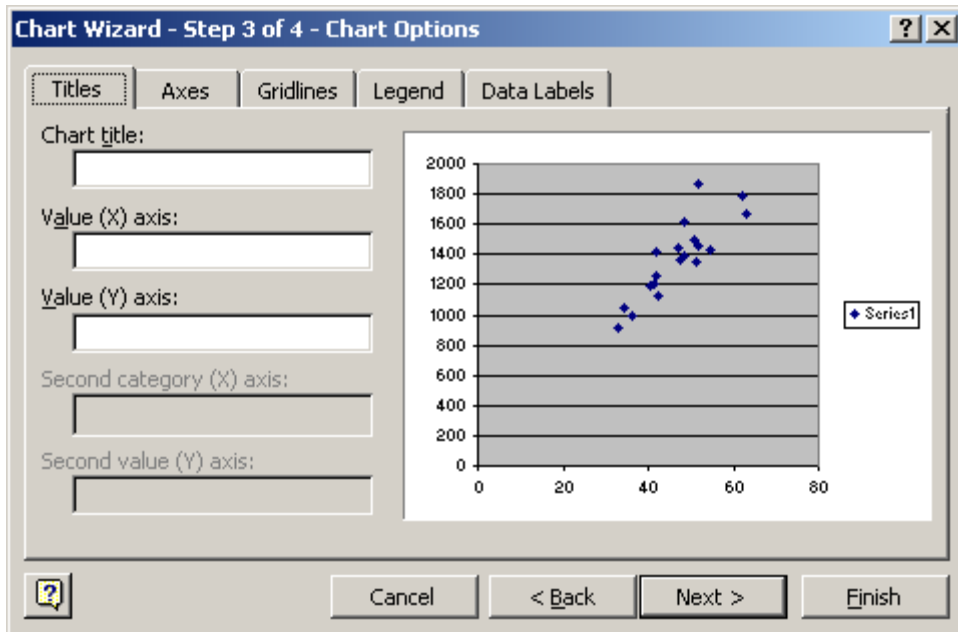 Chart Wizard - Step 3 of 4 - Chart Options
Titles Axes Gridlines Legend Data Labels
Chart title:
Value (X) axis:
Value (Y) axis:
Second category (X) axis:
Second value (Y) axis:
2000
1800
1600
1400
1200
1000
800
600
400
200
0
0 20 40 60 80
Series1
Cancel < Back Next > Finish